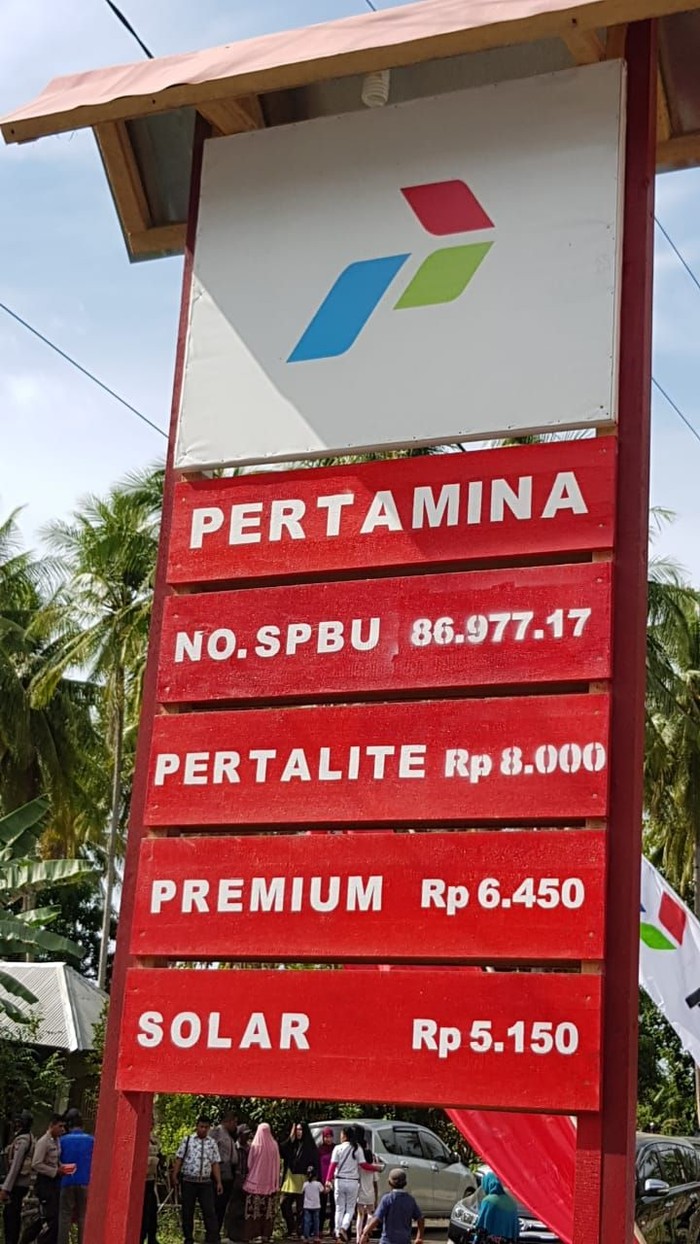 PERTAMINA
NO. SPBU 86.977.17
PERTALITE Rp 8.000
PREMIUM Rp 6.450
SOLAR Rp 5.150